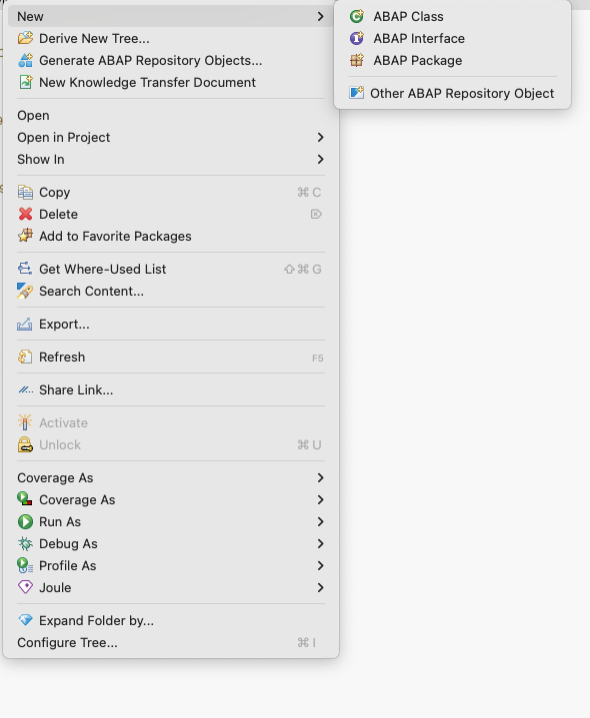 New
Derive New Tree...
Generate ABAP Repository Objects...
New Knowledge Transfer Document
Open
Open in Project
Show In
Copy ⌘ C
Delete ⌦
Add to Favorite Packages
Get Where-Used List ⇧⌘ G
Search Content...
Export...
Refresh F5
Share Link...
Activate
Unlock ⌘ U
Coverage As
Coverage As
Run As
Debug As
Profile As
Joule
Expand Folder by...
Configure Tree... ⌘ I
ABAP Class
ABAP Interface
ABAP Package
Other ABAP Repository Object